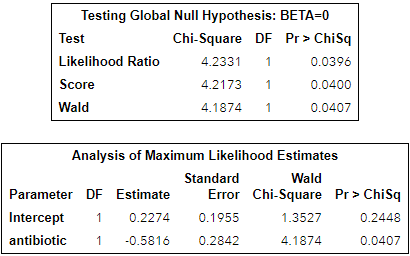 Testing Global Null Hypothesis: BETA=0
Test Chi-Square DF Pr > ChiSq
Likelihood Ratio 4.2331 1 0.0396
Score 4.2173 1 0.0400
Wald 4.1874 1 0.0407
Analysis of Maximum Likelihood Estimates
Parameter DF Estimate Standard Error Wald Chi-Square Pr > ChiSq
Intercept 1 0.2274 0.1955 1.3527 0.2448
antibiotic 1 -0.5816 0.2842 4.1874 0.0407